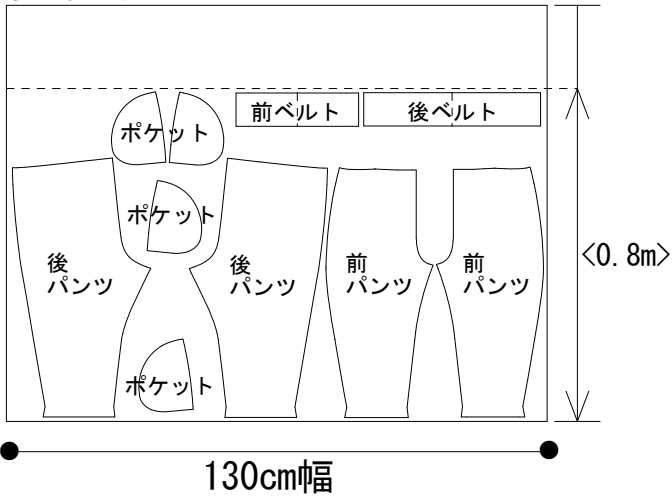 前ベルト
後ベルト
ポケット
ポケット
後
パンツ
後
パンツ
前
パンツ
前
パンツ
<0.8m>
ポケット
130cm幅